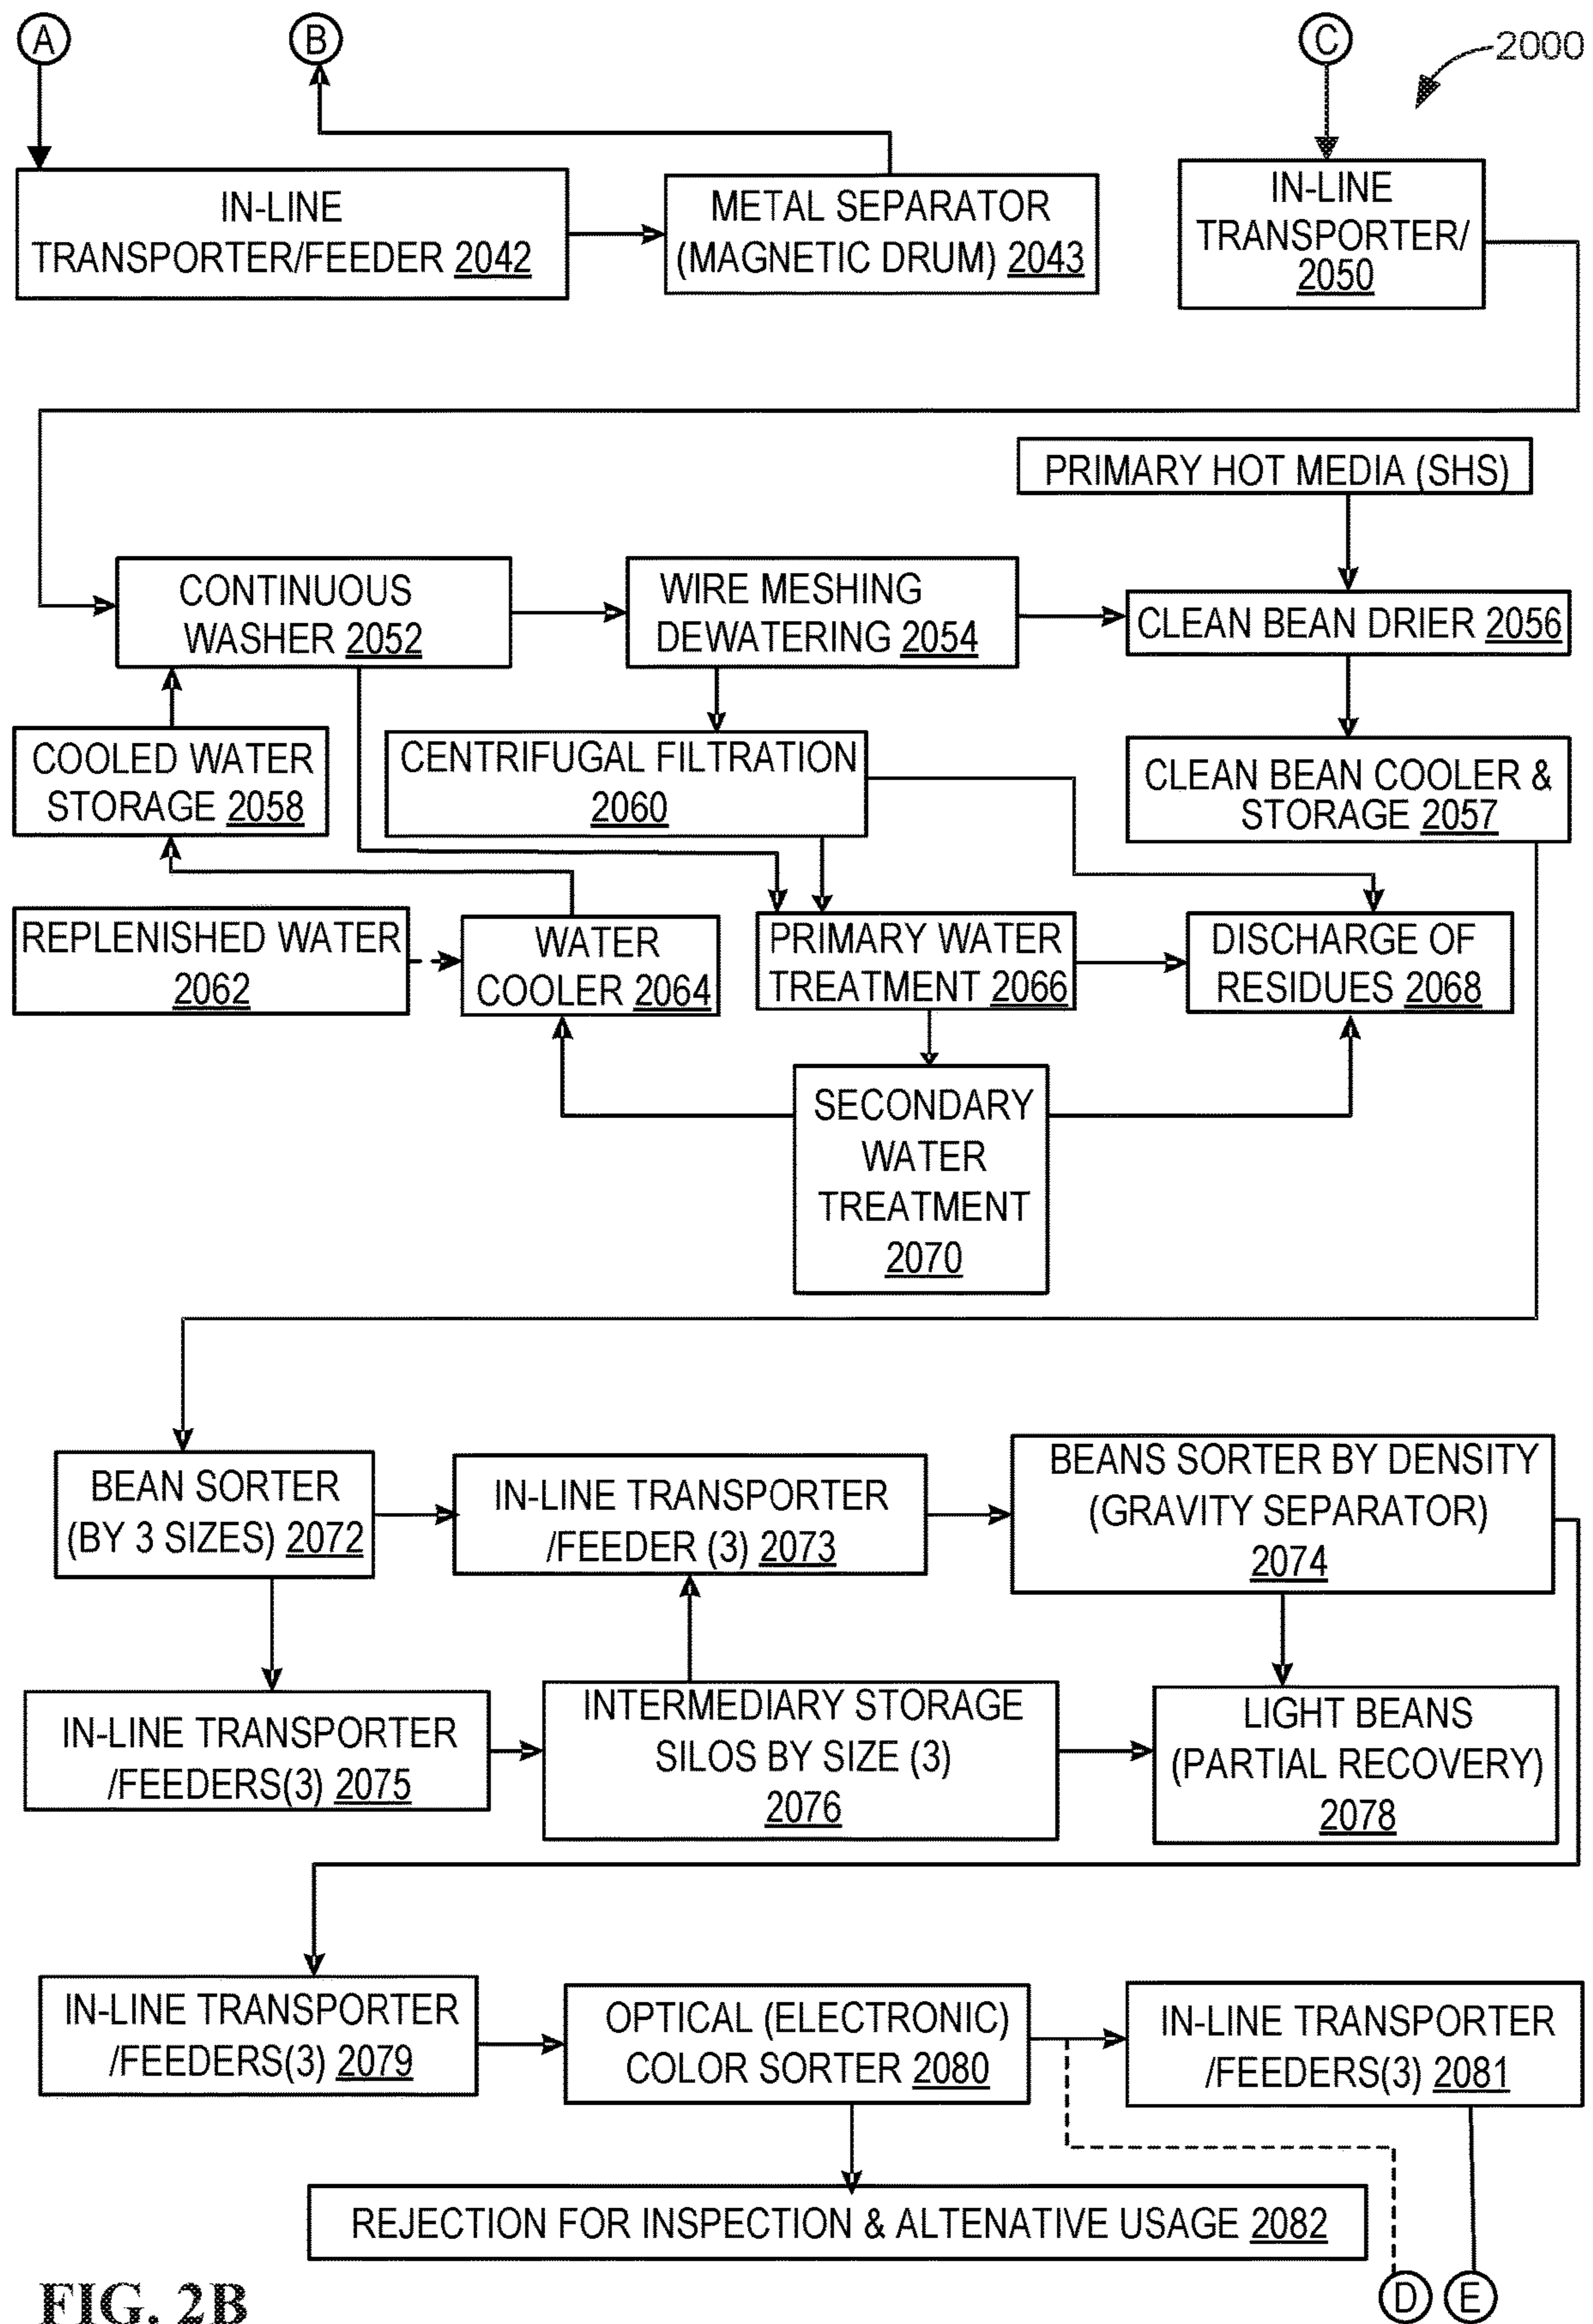 A
B
C
2000
IN-LINE
TRANSPORTER/FEEDER 2042
METAL SEPARATOR
(MAGNETIC DRUM) 2043
IN-LINE
TRANSPORTER/
2050
PRIMARY HOT MEDIA (SHS)
CONTINUOUS
WASHER 2052
WIRE MESHING
DEWATERING 2054
CLEAN BEAN DRIER 2056
COOLED WATER
STORAGE 2058
CENTRIFUGAL FILTRATION
2060
CLEAN BEAN COOLER &
STORAGE 2057
REPLENISHED WATER
2062
WATER
COOLER 2064
PRIMARY WATER
TREATMENT 2066
DISCHARGE OF
RESIDUES 2068
SECONDARY
WATER
TREATMENT
2070
BEAN SORTER
(BY 3 SIZES) 2072
IN-LINE TRANSPORTER
/FEEDER (3) 2073
BEANS SORTER BY DENSITY
(GRAVITY SEPARATOR)
2074
IN-LINE TRANSPORTER
/FEEDERS(3) 2075
INTERMEDIARY STORAGE
SILOS BY SIZE (3)
2076
LIGHT BEANS
(PARTIAL RECOVERY)
2078
IN-LINE TRANSPORTER
/FEEDERS(3) 2079
OPTICAL (ELECTRONIC)
COLOR SORTER 2080
IN-LINE TRANSPORTER
/FEEDERS(3) 2081
REJECTION FOR INSPECTION & ALTENATIVE USAGE 2082
D
E
FIG. 2B